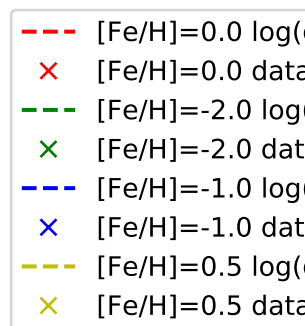 [Fe/H]=0.0 log(
[Fe/H]=0.0 data
[Fe/H]=-2.0 log(
[Fe/H]=-2.0 dat
[Fe/H]=-1.0 log(
[Fe/H]=-1.0 dat
[Fe/H]=0.5 log(
[Fe/H]=0.5 data